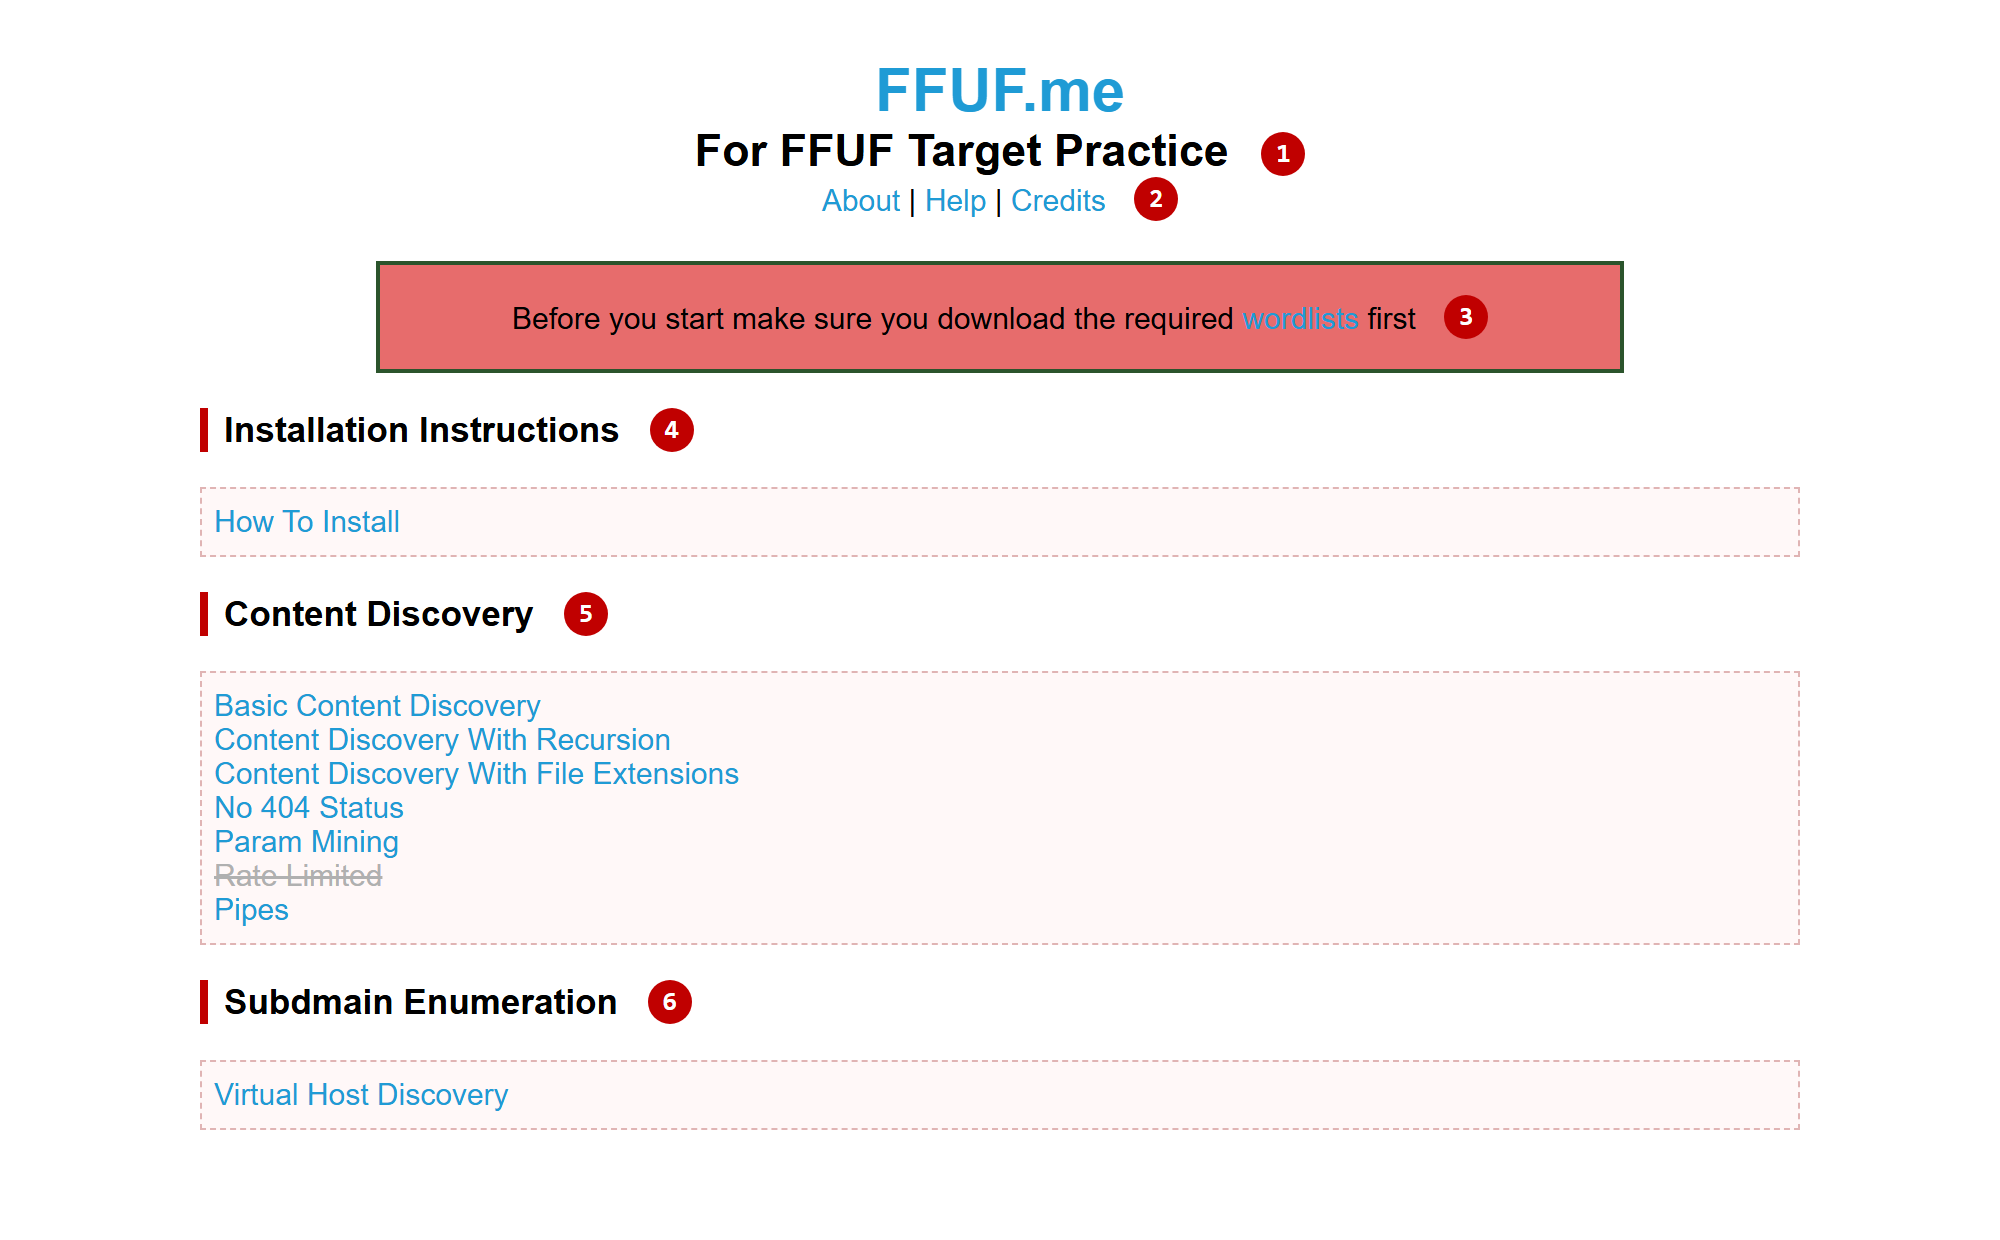 FFUF.me
For FFUF Target Practice 1
About | Help | Credits 2
Before you start make sure you download the required wordlists first 3
Installation Instructions 4
How To Install
Content Discovery 5
Basic Content Discovery
Content Discovery With Recursion
Content Discovery With File Extensions
No 404 Status
Param Mining
Rate Limited
Pipes
Subdmain Enumeration 6
Virtual Host Discovery